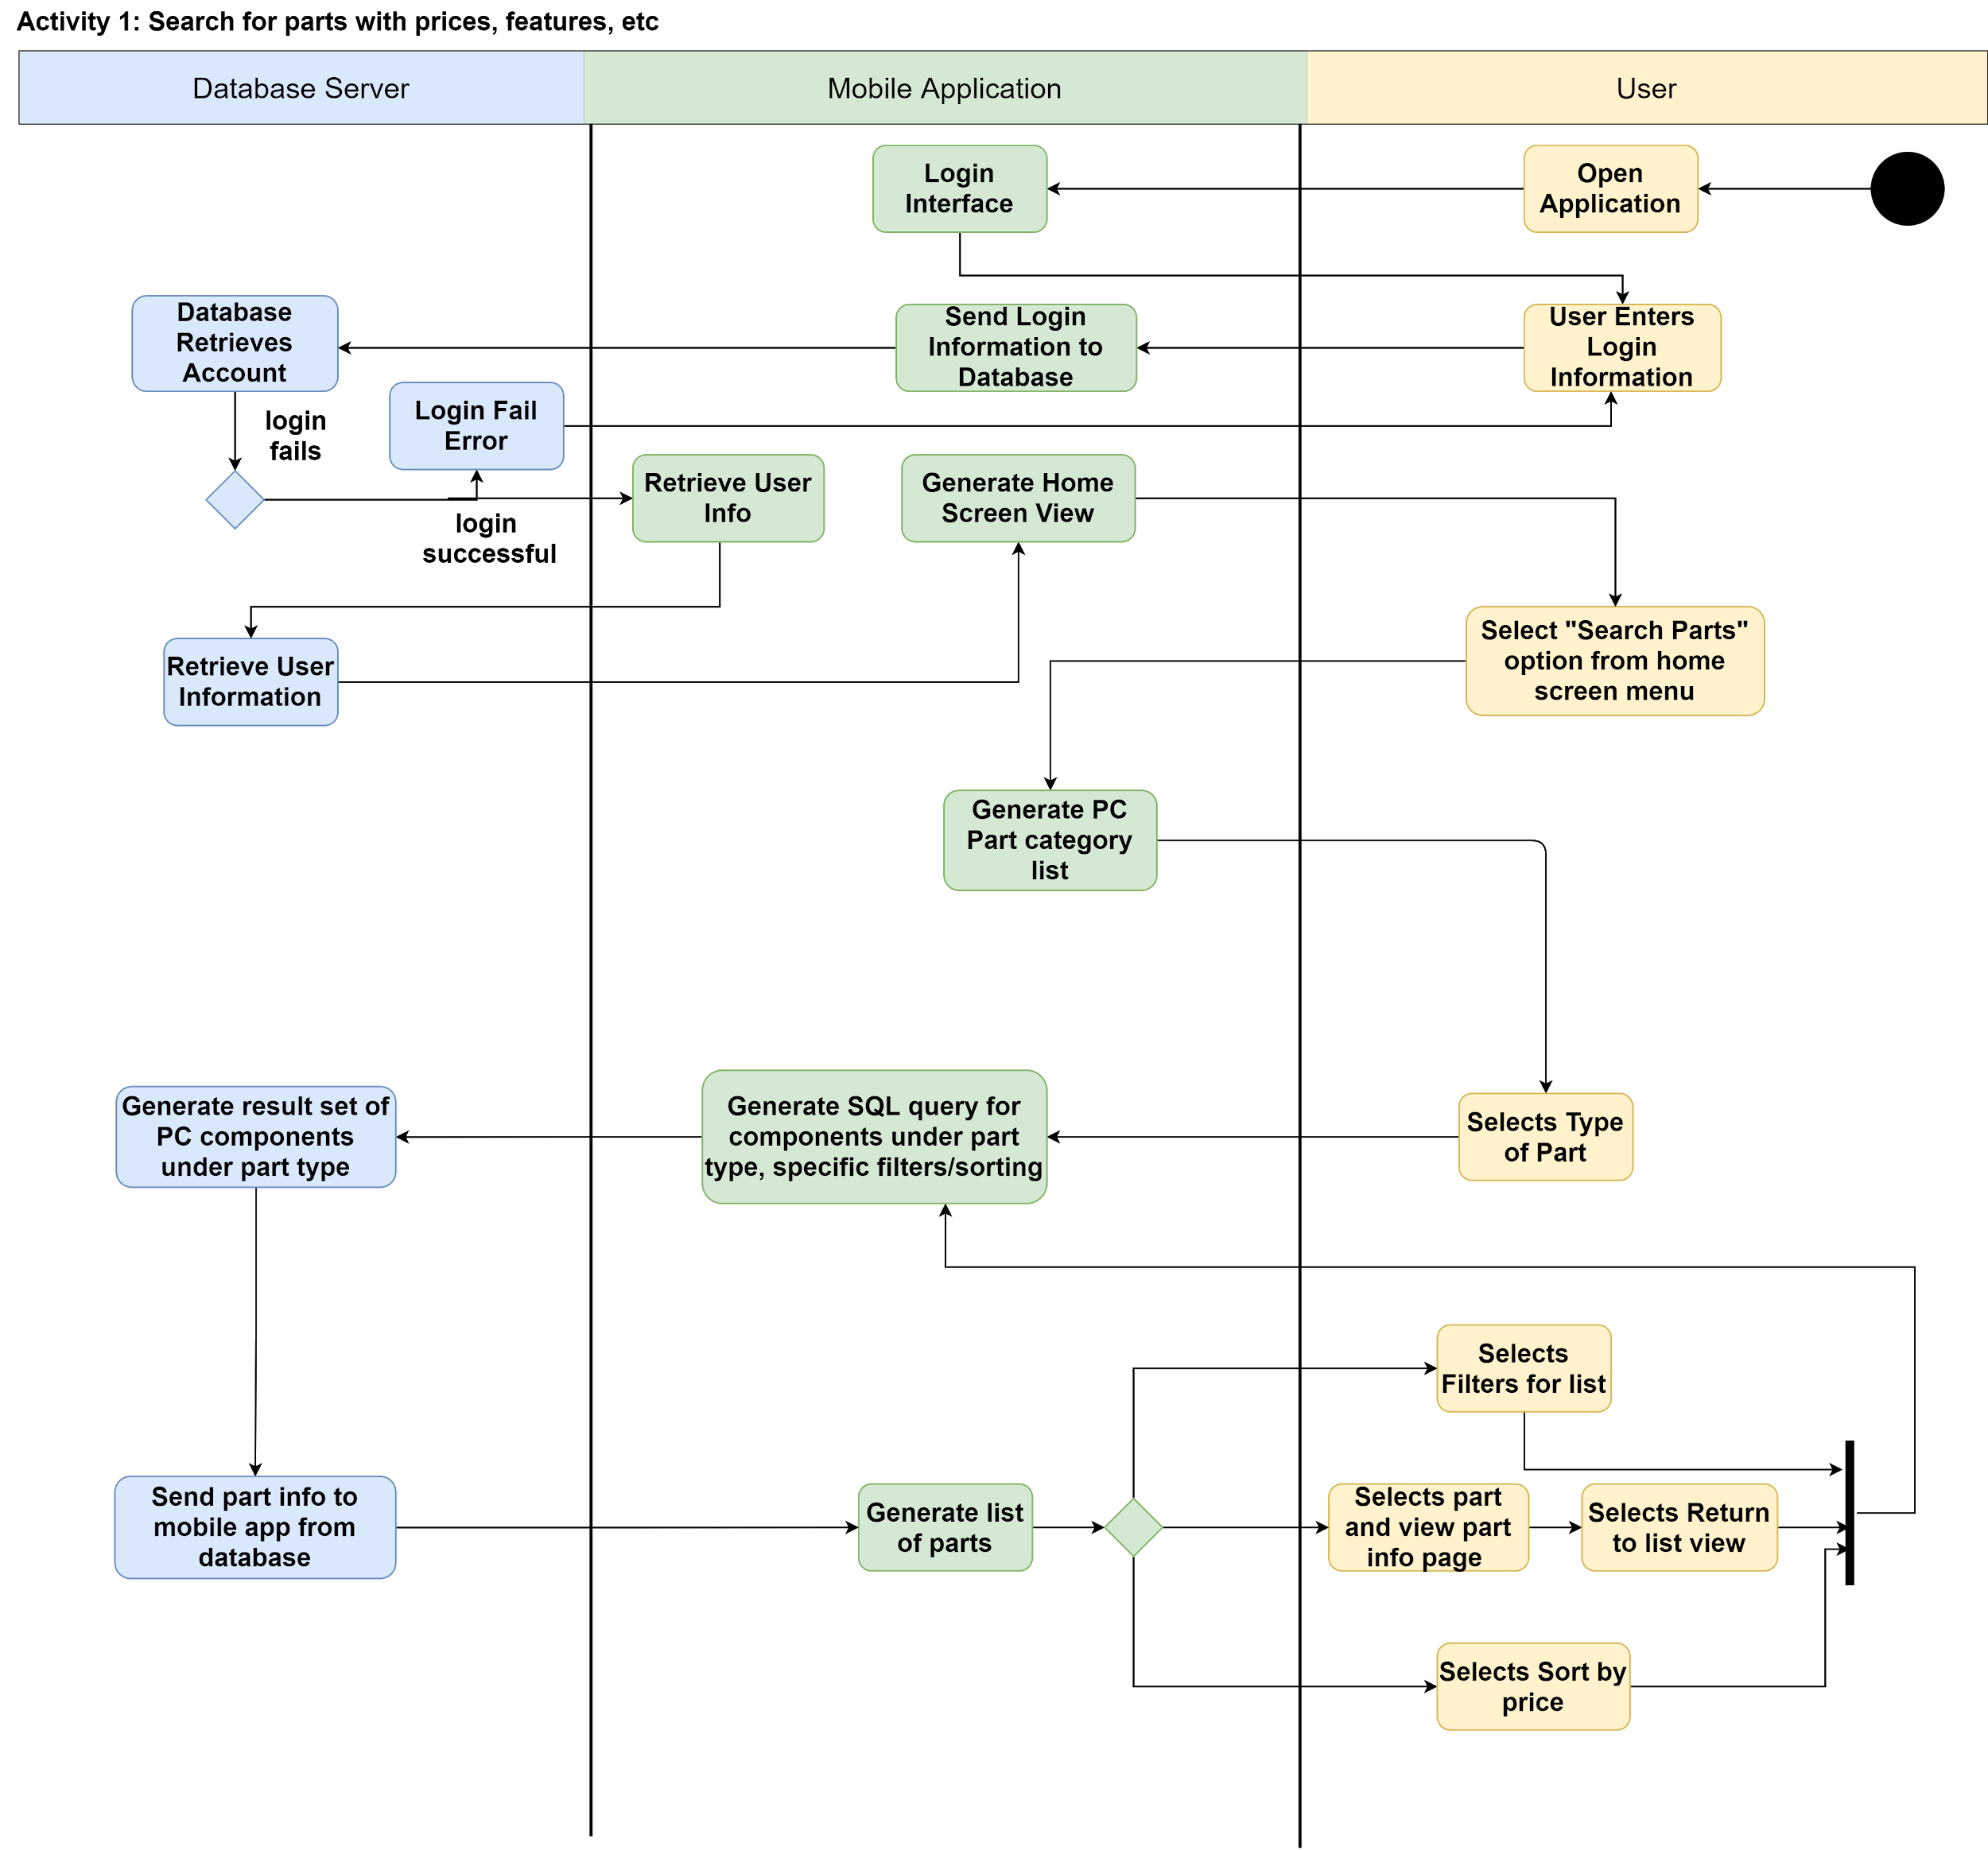 Activity 1: Search for parts with prices, features, etc
Database Server
Mobile Application
User
Login
Interface
Open
Application
Database
Retrieves
Account
Send Login
Information to
Database
User Enters
Login
Information
login
fails
Login Fail
Error
login
successful
Retrieve User
Info
Generate Home
Screen View
Retrieve User
Information
Select "Search Parts"
option from home
screen menu
Generate PC
Part category
list
Generate result set of
PC components
under part type
Generate SQL query for
components under part
type, specific filters/sorting
Selects Type
of Part
Selects
Filters for list
Send part info to
mobile app from
database
Generate list
of parts
Selects part
and view part
info page
Selects Return
to list view
Selects Sort by
price